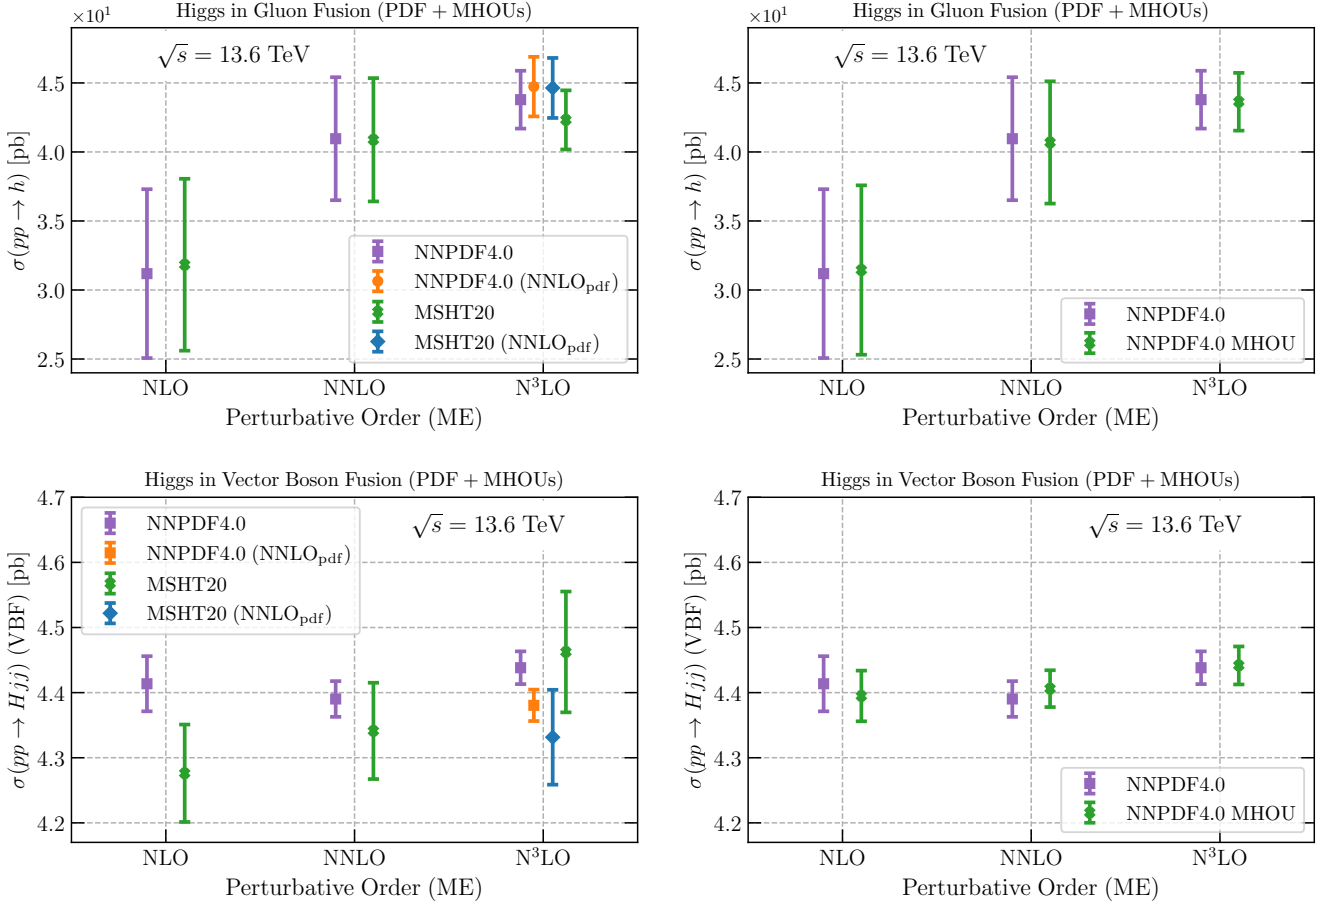 Higgs in Gluon Fusion (PDF + MHOUs)
×10¹
√s = 13.6 TeV
σ(pp → h) [pb]
4.5
4.0
3.5
3.0
2.5
NNPDF4.0
NNPDF4.0 (NNLO_pdf)
MSHT20
MSHT20 (NNLO_pdf)
NLO
NNLO
N³LO
Perturbative Order (ME)
Higgs in Gluon Fusion (PDF + MHOUs)
×10¹
√s = 13.6 TeV
σ(pp → h) [pb]
4.5
4.0
3.5
3.0
2.5
NNPDF4.0
NNPDF4.0 MHOU
NLO
NNLO
N³LO
Perturbative Order (ME)
Higgs in Vector Boson Fusion (PDF + MHOUs)
√s = 13.6 TeV
σ(pp → Hjj) (VBF) [pb]
4.7
4.6
4.5
4.4
4.3
4.2
NNPDF4.0
NNPDF4.0 (NNLO_pdf)
MSHT20
MSHT20 (NNLO_pdf)
NLO
NNLO
N³LO
Perturbative Order (ME)
Higgs in Vector Boson Fusion (PDF + MHOUs)
√s = 13.6 TeV
σ(pp → Hjj) (VBF) [pb]
4.7
4.6
4.5
4.4
4.3
4.2
NNPDF4.0
NNPDF4.0 MHOU
NLO
NNLO
N³LO
Perturbative Order (ME)